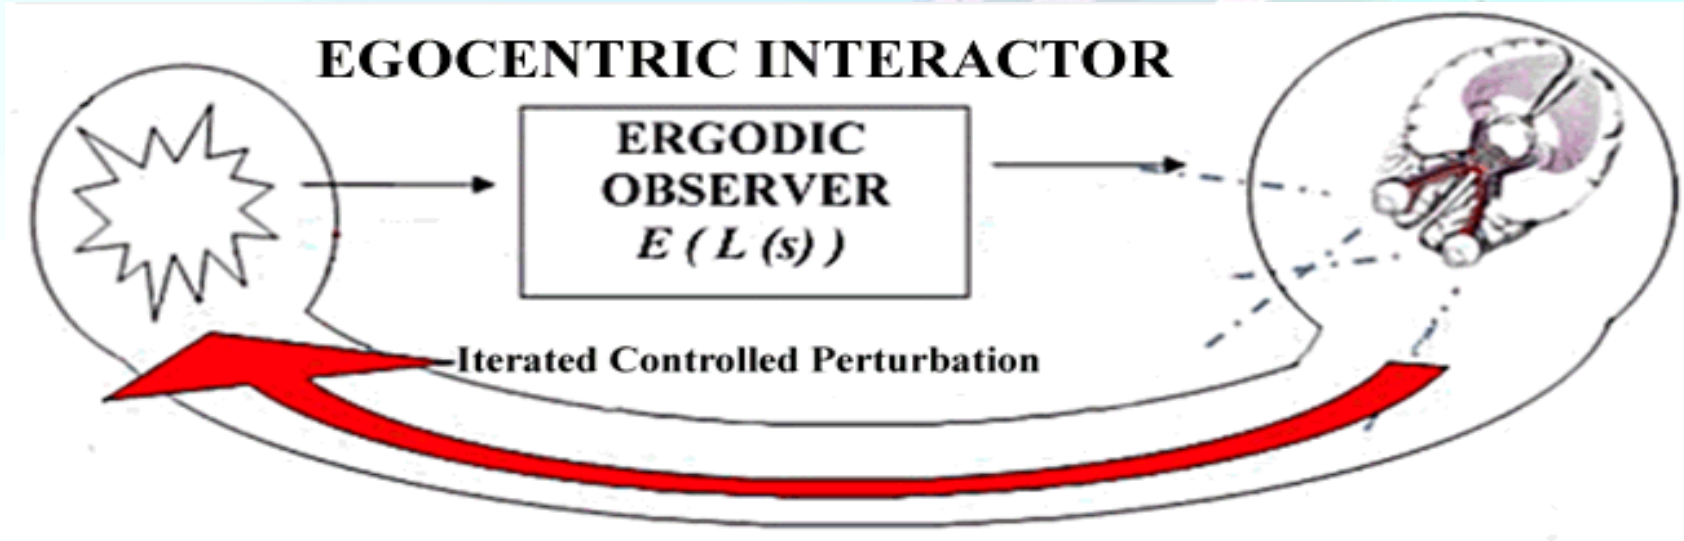 EGOCENTRIC INTERACTOR
ERGODIC
OBSERVER
E ( L (s) )
Iterated Controlled Perturbation